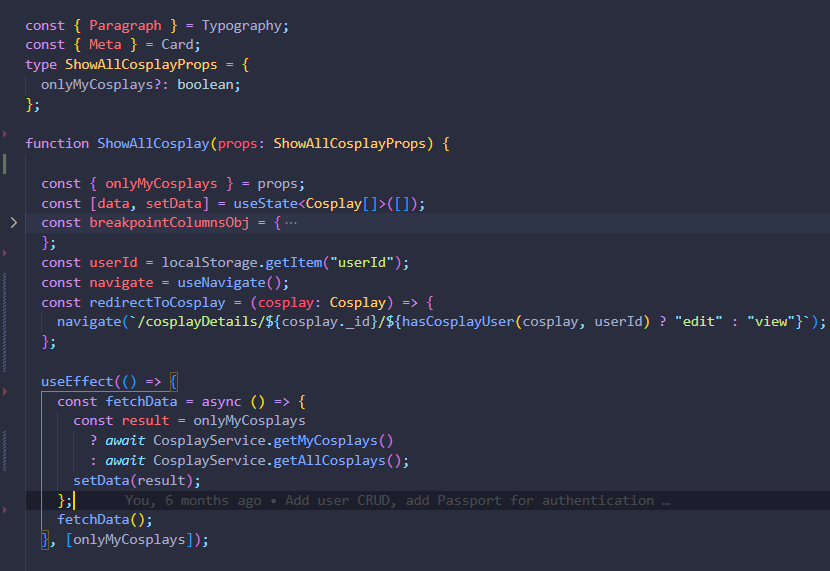 const { Paragraph } = Typography;
const { Meta } = Card;
type ShowAllCosplayProps = {
  onlyMyCosplays?: boolean;
};

function ShowAllCosplay(props: ShowAllCosplayProps) {

  const { onlyMyCosplays } = props;
  const [data, setData] = useState<Cosplay[]>([]);
  const breakpointColumnsObj = { ···
  };
  const userId = localStorage.getItem("userId");
  const navigate = useNavigate();
  const redirectToCosplay = (cosplay: Cosplay) => {
    navigate(`/cosplayDetails/${cosplay._id}/${hasCosplayUser(cosplay, userId) ? "edit" : "view"}`);
  };

  useEffect(() => {
    const fetchData = async () => {
      const result = onlyMyCosplays
        ? await CosplayService.getMyCosplays()
        : await CosplayService.getAllCosplays();
      setData(result);
    };      You, 6 months ago • Add user CRUD, add Passport for authentication …
    fetchData();
  }, [onlyMyCosplays]);